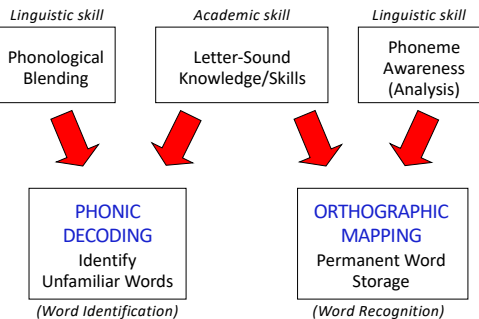 Linguistic skill
Academic skill
Linguistic skill
Phonological
Blending
Letter-Sound
Knowledge/Skills
Phoneme
Awareness
(Analysis)
PHONIC
DECODING
Identify
Unfamiliar Words
ORTHOGRAPHIC
MAPPING
Permanent Word
Storage
(Word Identification)
(Word Recognition)